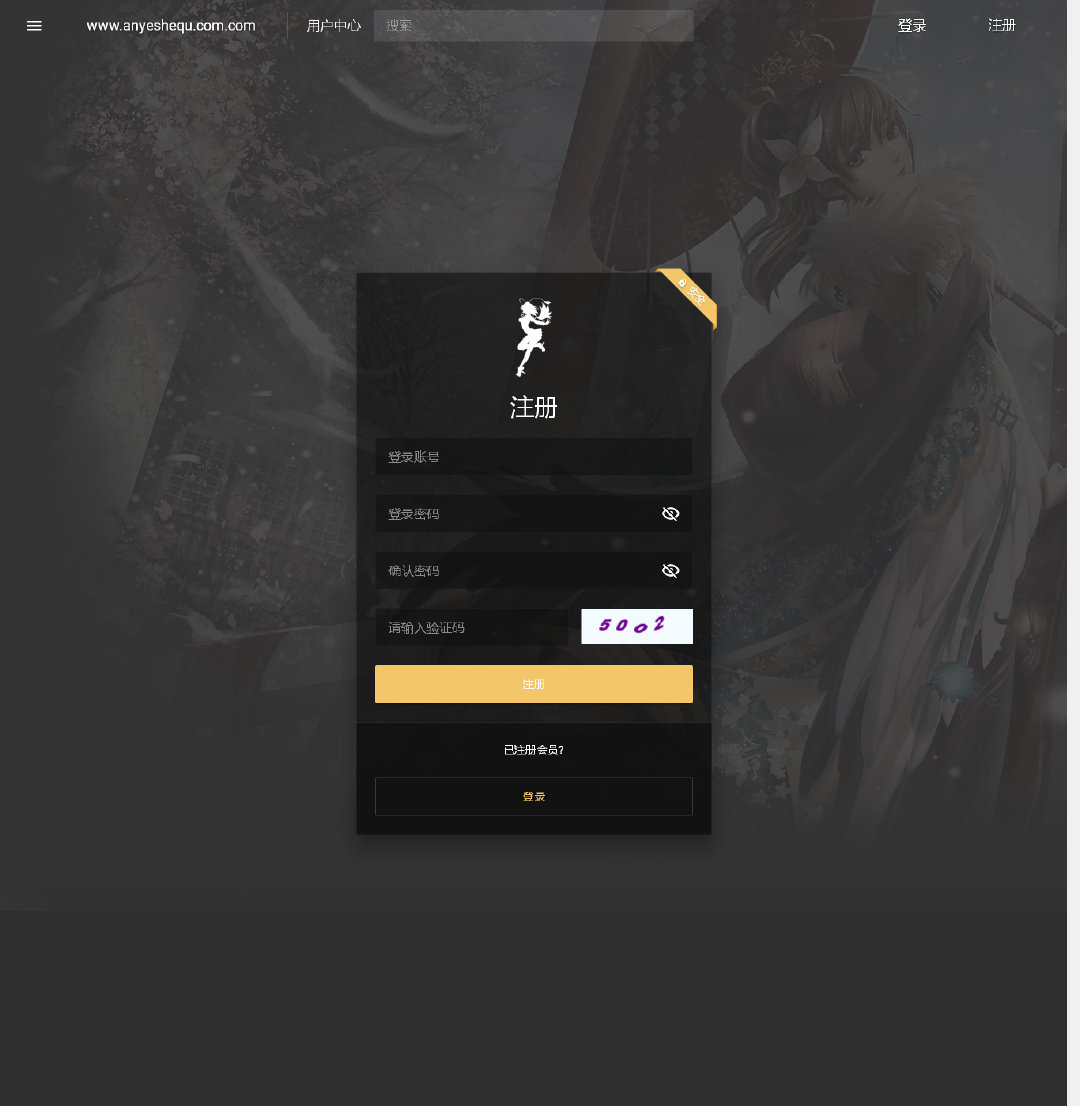 www.anyeshequ.com.com
用户中心
搜索
登录
注册
安全
注册
登录账号
登录密码
确认密码
请输入验证码
5002
注册
已注册会员?
登录